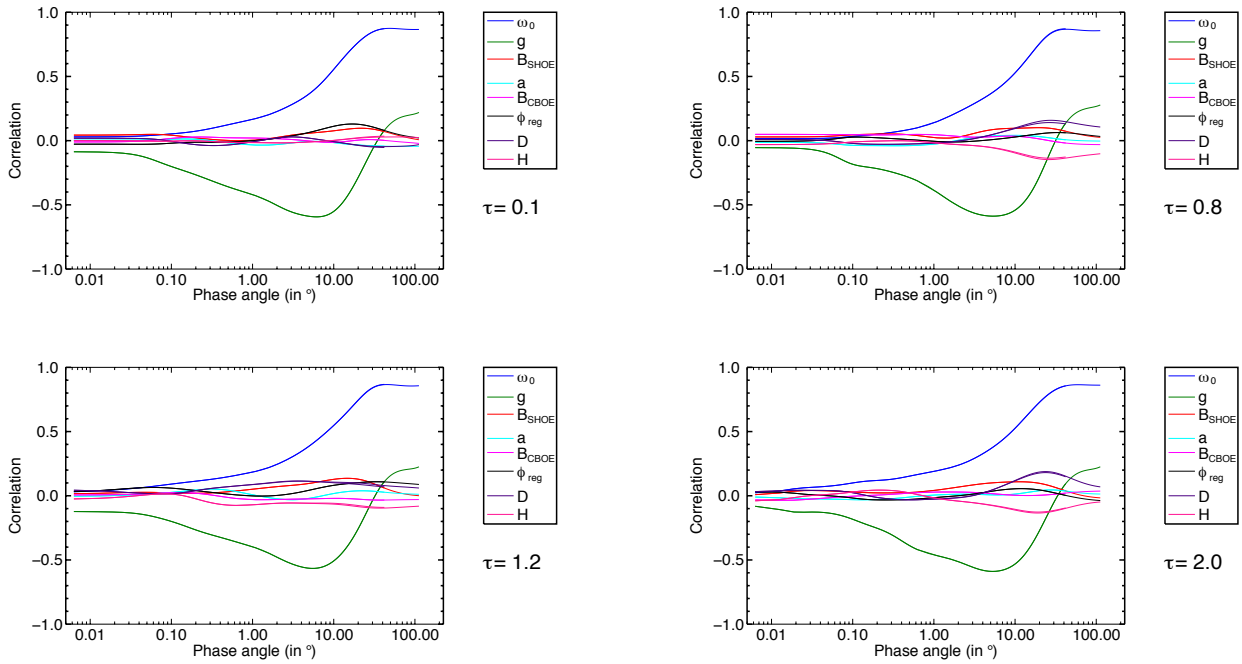 1.0
0.5
0.0
−0.5
−1.0
Correlation
0.01 0.10 1.00 10.00 100.00
Phase angle (in °)
ω0
g
BSHOE
a
BCBOE
ϕreg
D
H
τ= 0.1
1.0
0.5
0.0
−0.5
−1.0
Correlation
0.01 0.10 1.00 10.00 100.00
Phase angle (in °)
ω0
g
BSHOE
a
BCBOE
ϕreg
D
H
τ= 0.8
1.0
0.5
0.0
−0.5
−1.0
Correlation
0.01 0.10 1.00 10.00 100.00
Phase angle (in °)
ω0
g
BSHOE
a
BCBOE
ϕreg
D
H
τ= 1.2
1.0
0.5
0.0
−0.5
−1.0
Correlation
0.01 0.10 1.00 10.00 100.00
Phase angle (in °)
ω0
g
BSHOE
a
BCBOE
ϕreg
D
H
τ= 2.0